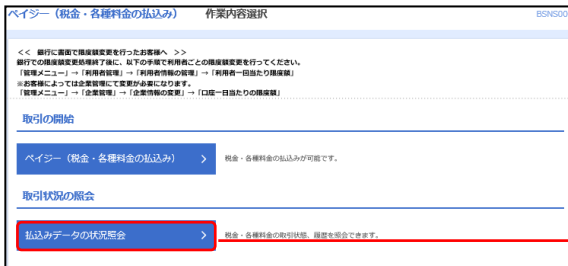 ペイジー（税金・各種料金の払込み） 作業内容選択 BSNS00
＜＜ 銀行に書面で限度額変更を行ったお客様へ ＞＞
銀行での限度額変更処理終了後に、以下の手順で利用者ごとの限度額変更を行ってください。
「管理メニュー」→「利用者管理」→「利用者情報の管理」→「利用者一回当たり限度額」
※お客様によっては企業管理にて変更が必要になります。
「管理メニュー」→「企業管理」→「企業情報の変更」→「口座一日当たりの限度額」
取引の開始
ペイジー（税金・各種料金の払込み） ＞ 税金・各種料金の払込みが可能です。
取引状況の照会
払込みデータの状況照会 ＞ 税金・各種料金の取引状態、履歴を照会できます。